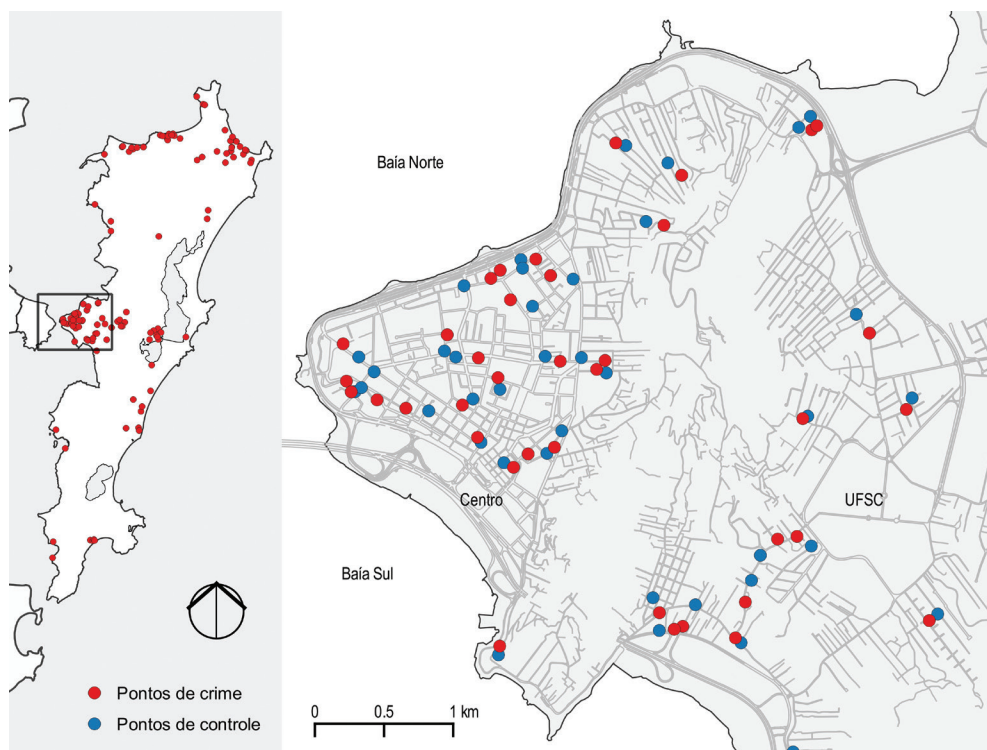 Baía Norte
Centro
UFSC
Baía Sul
Pontos de crime
Pontos de controle
0 0.5 1 km